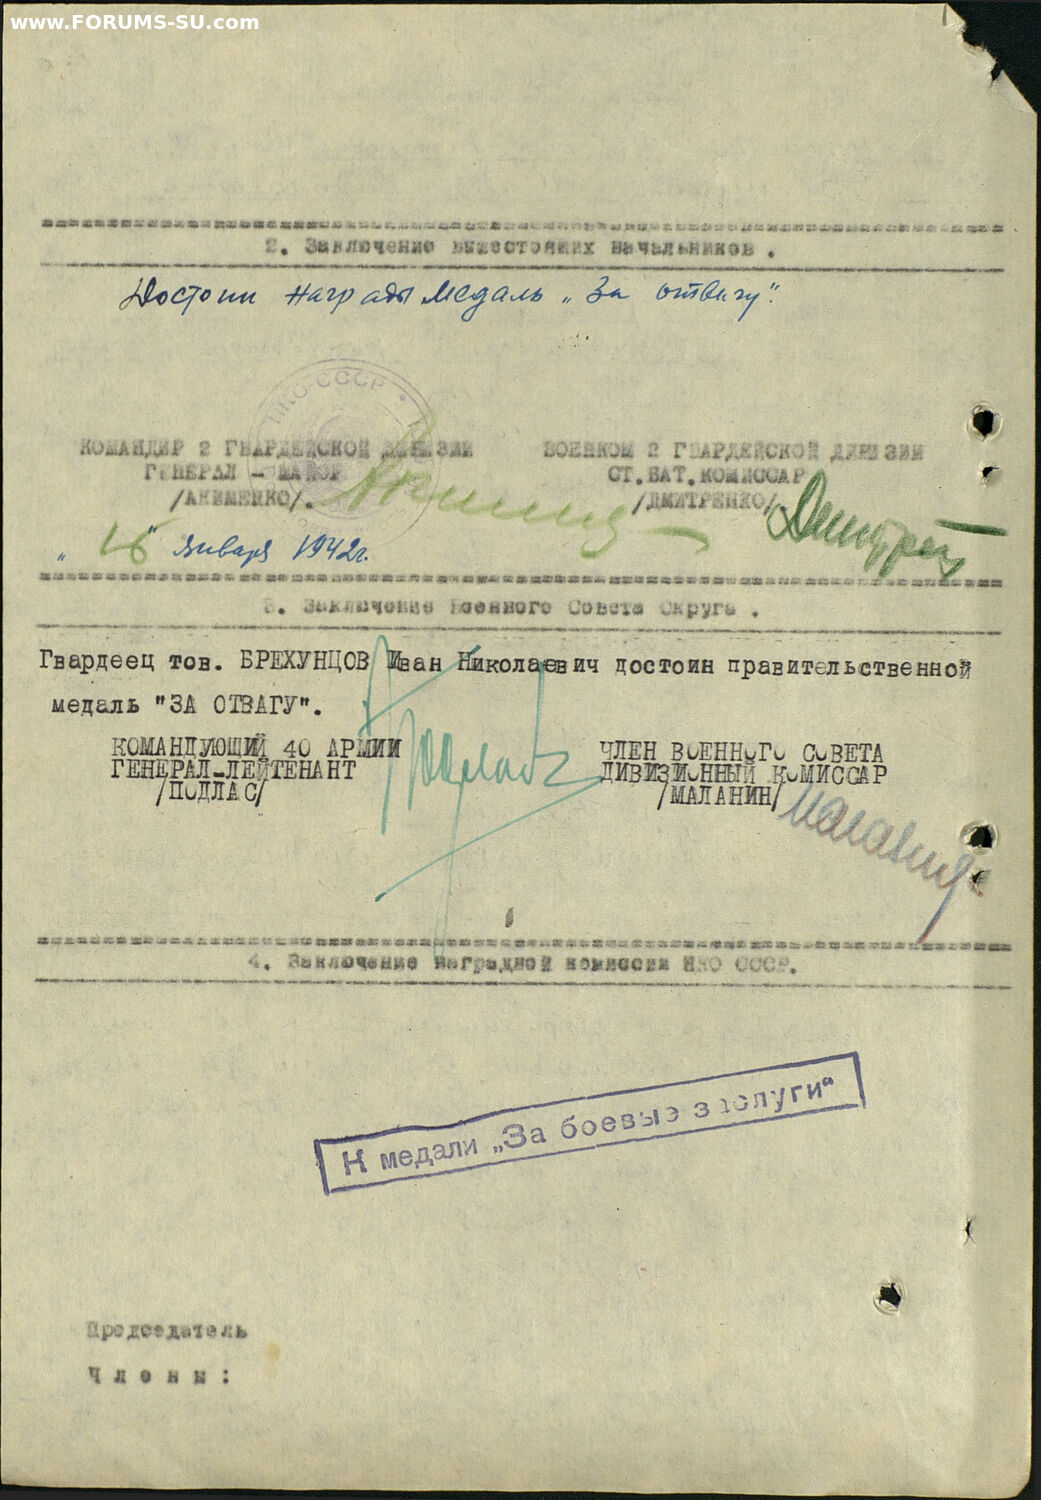 www.FORUMS-SU.com
2. Заключение вышестоящих начальников .
Достоин награды медаль „За отвагу".
НКО-СССР *
КОМАНДИР 2 ГВАРДЕЙСКОЙ ДИВИЗИИ
ГЕНЕРАЛ - МАЙОР
/АКИМЕНКО/.
ВОЕНКОМ 2 ГВАРДЕЙСКОЙ ДИВИЗИИ
СТ.БАТ.КОМИССАР
/ДМИТРЕНКО/
„16" января 1942г.
3. Заключение Военного Совета Округа .
Гвардеец тов. БРЕХУНЦОВ Иван Николаевич достоин правительственной
медаль "ЗА ОТВАГУ".
КОМАНДУЮЩИЙ 40 АРМИИ
ГЕНЕРАЛ-ЛЕЙТЕНАНТ
/ПОДЛАС/
ЧЛЕН ВОЕННОГО СОВЕТА
ДИВИЗИОННЫЙ КОМИССАР
/МАЛАНИН/
4. Заключение наградной комиссии НКО СССР.
К медали „За боевые заслуги“
Председатель
Члены: